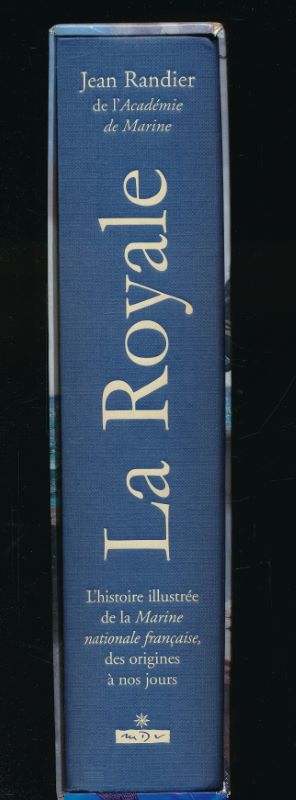 Jean Randier
de l'Académie
de Marine
La Royale
L'histoire illustrée
de la Marine
nationale française,
des origines
à nos jours
MDV